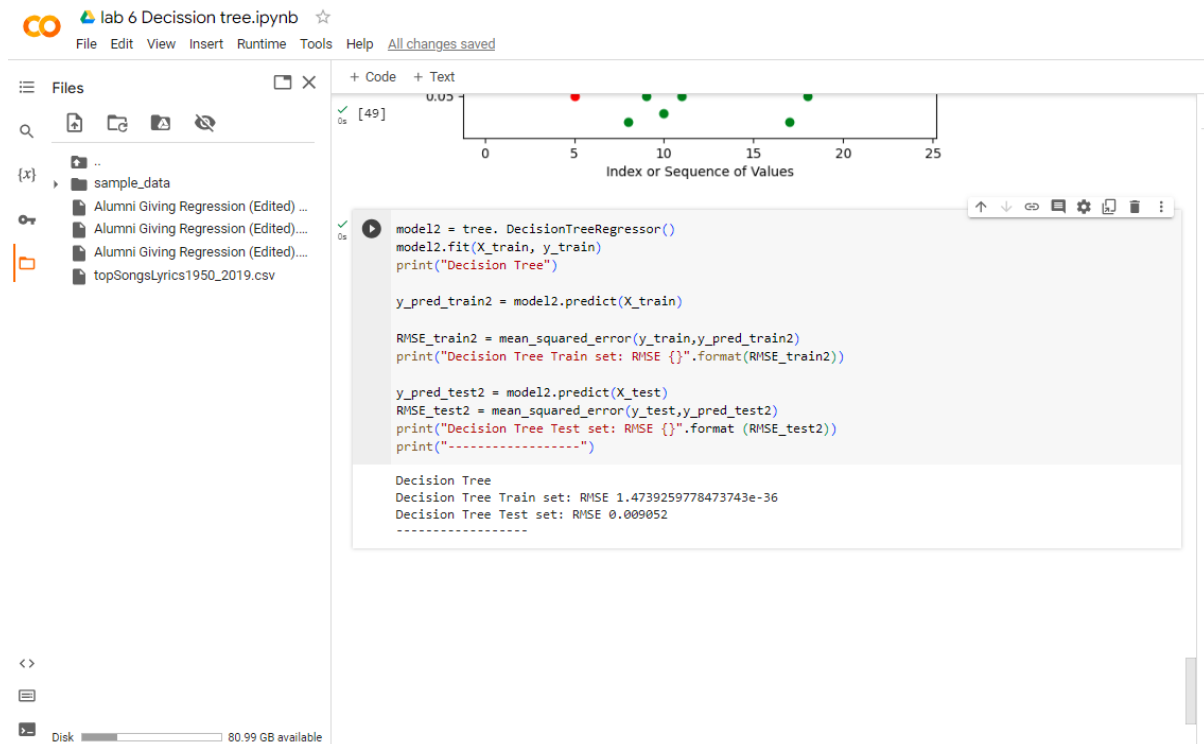 lab 6 Decission tree.ipynb
File Edit View Insert Runtime Tools Help All changes saved
Files
+ Code + Text
..
sample_data
Alumni Giving Regression (Edited) ...
Alumni Giving Regression (Edited)....
Alumni Giving Regression (Edited)....
topSongsLyrics1950_2019.csv
{x}
0s
[49]
0.05
0 5 10 15 20 25
Index or Sequence of Values
0s
model2 = tree. DecisionTreeRegressor()
model2.fit(X_train, y_train)
print("Decision Tree")
y_pred_train2 = model2.predict(X_train)
RMSE_train2 = mean_squared_error(y_train,y_pred_train2)
print("Decision Tree Train set: RMSE {}".format(RMSE_train2))
y_pred_test2 = model2.predict(X_test)
RMSE_test2 = mean_squared_error(y_test,y_pred_test2)
print("Decision Tree Test set: RMSE {}".format (RMSE_test2))
print("------------------")
Decision Tree
Decision Tree Train set: RMSE 1.4739259778473743e-36
Decision Tree Test set: RMSE 0.009052
------------------
Disk 80.99 GB available